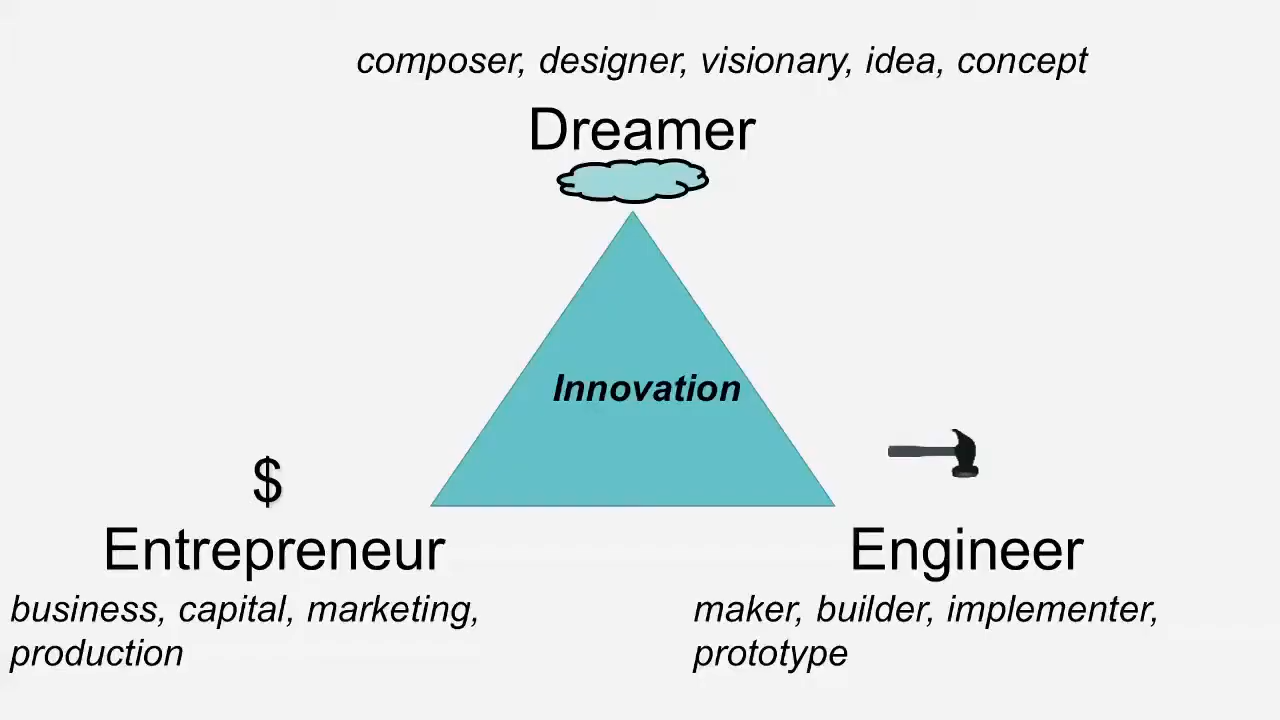 composer, designer, visionary, idea, concept
Dreamer
Innovation
$
Entrepreneur
business, capital, marketing,
production
Engineer
maker, builder, implementer,
prototype